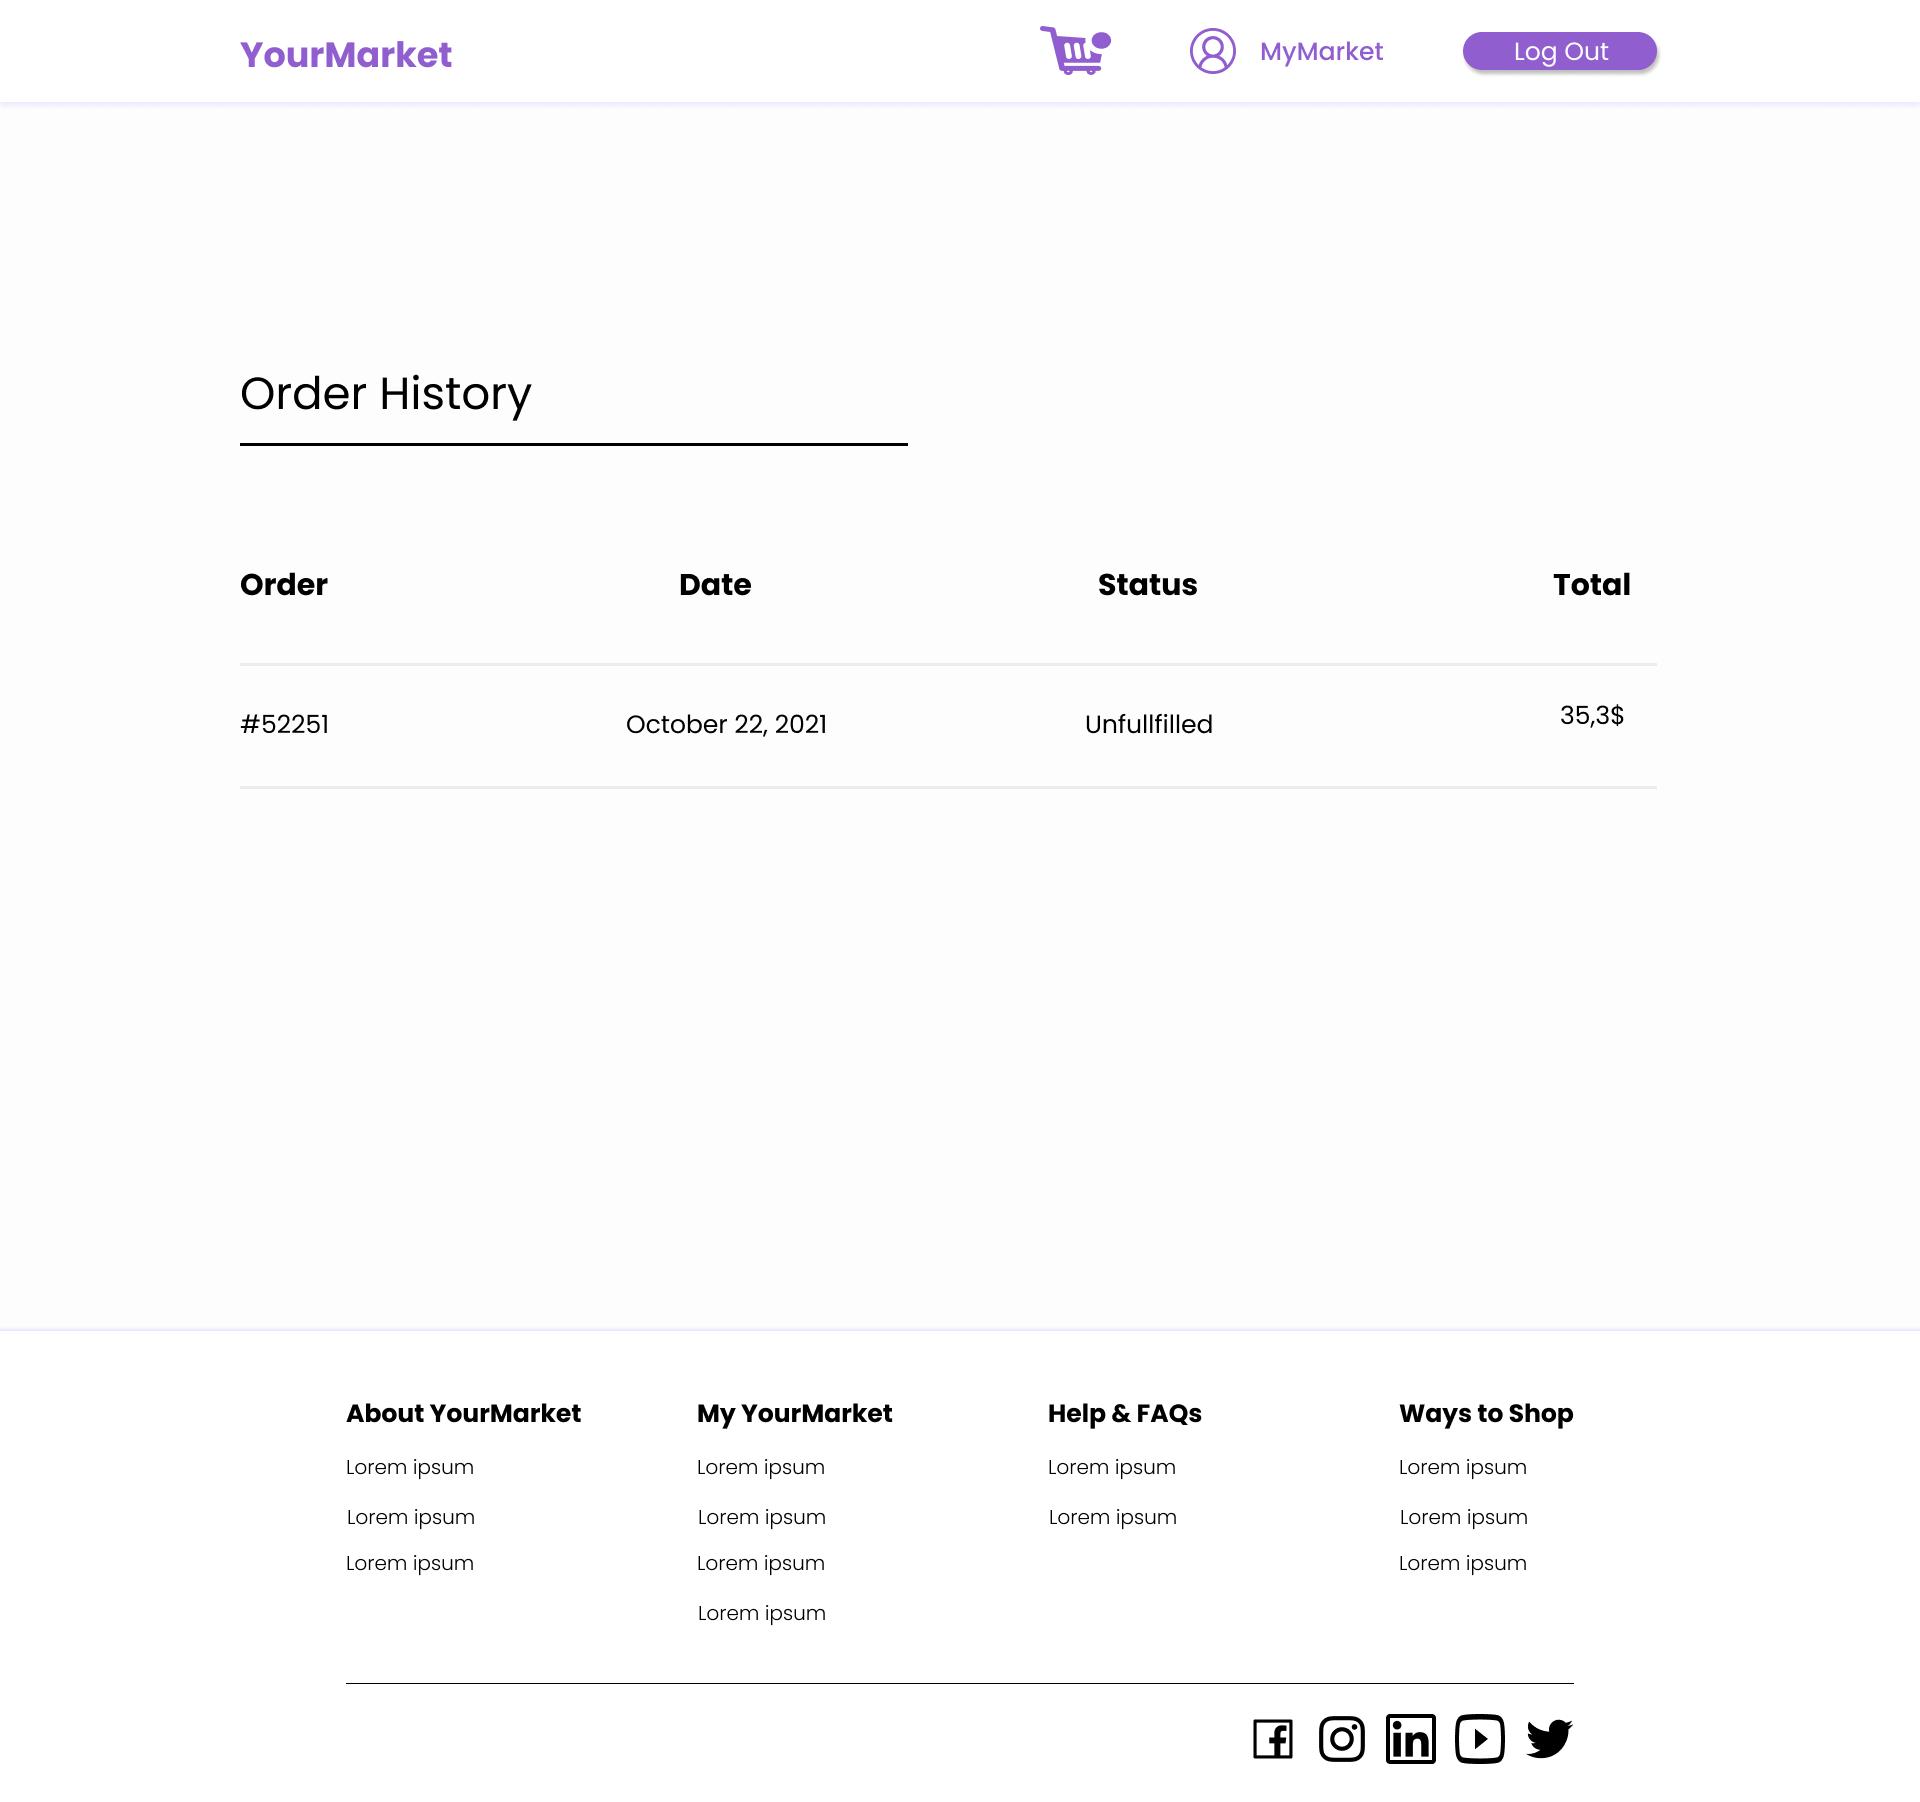 YourMarket
MyMarket
Log Out
Order History
Order Date Status Total
#52251 October 22, 2021 Unfullfilled 35,3$
About YourMarket My YourMarket Help & FAQs Ways to Shop
Lorem ipsum Lorem ipsum Lorem ipsum Lorem ipsum
Lorem ipsum Lorem ipsum Lorem ipsum Lorem ipsum
Lorem ipsum Lorem ipsum Lorem ipsum
Lorem ipsum